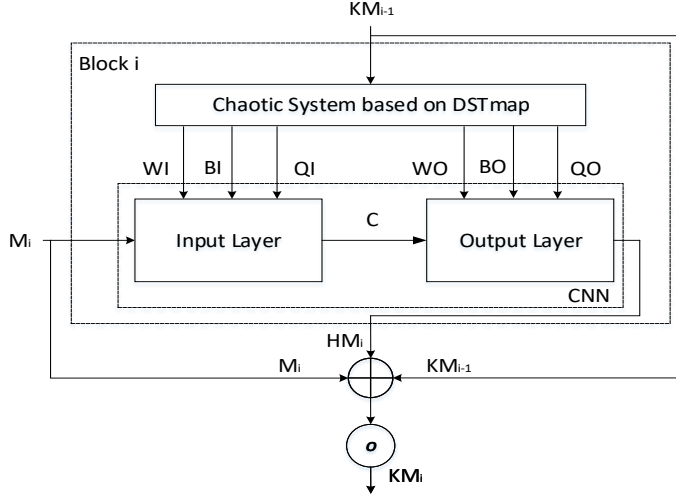 KMi-1
Block i
Chaotic System based on DSTmap
WI BI QI WO BO QO
Mi Input Layer C Output Layer
CNN
HMi
Mi KMi-1
o
KMi